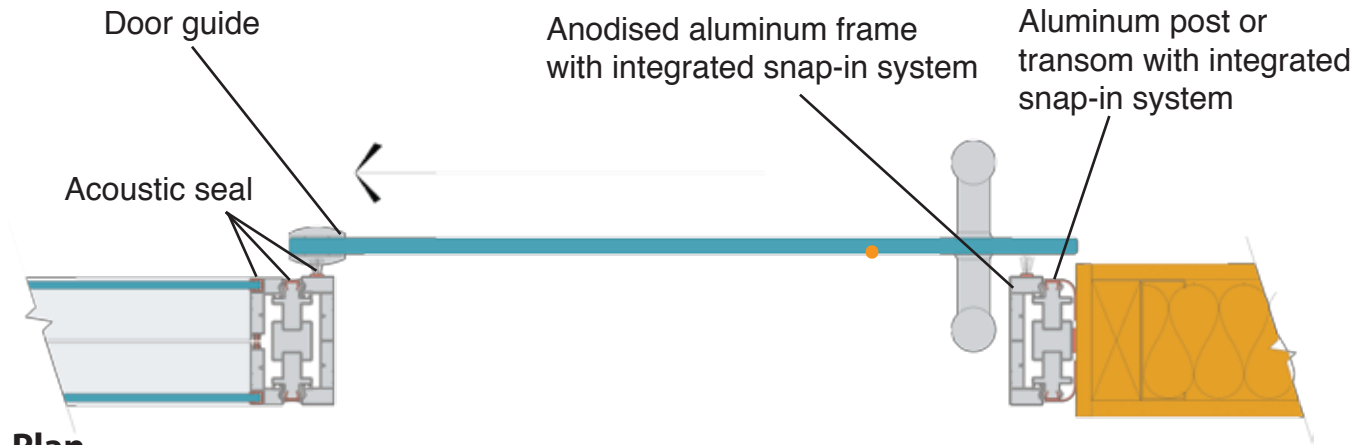 Door guide
Anodised aluminum frame
with integrated snap-in system
Aluminum post or
transom with integrated
snap-in system
Acoustic seal
Plan